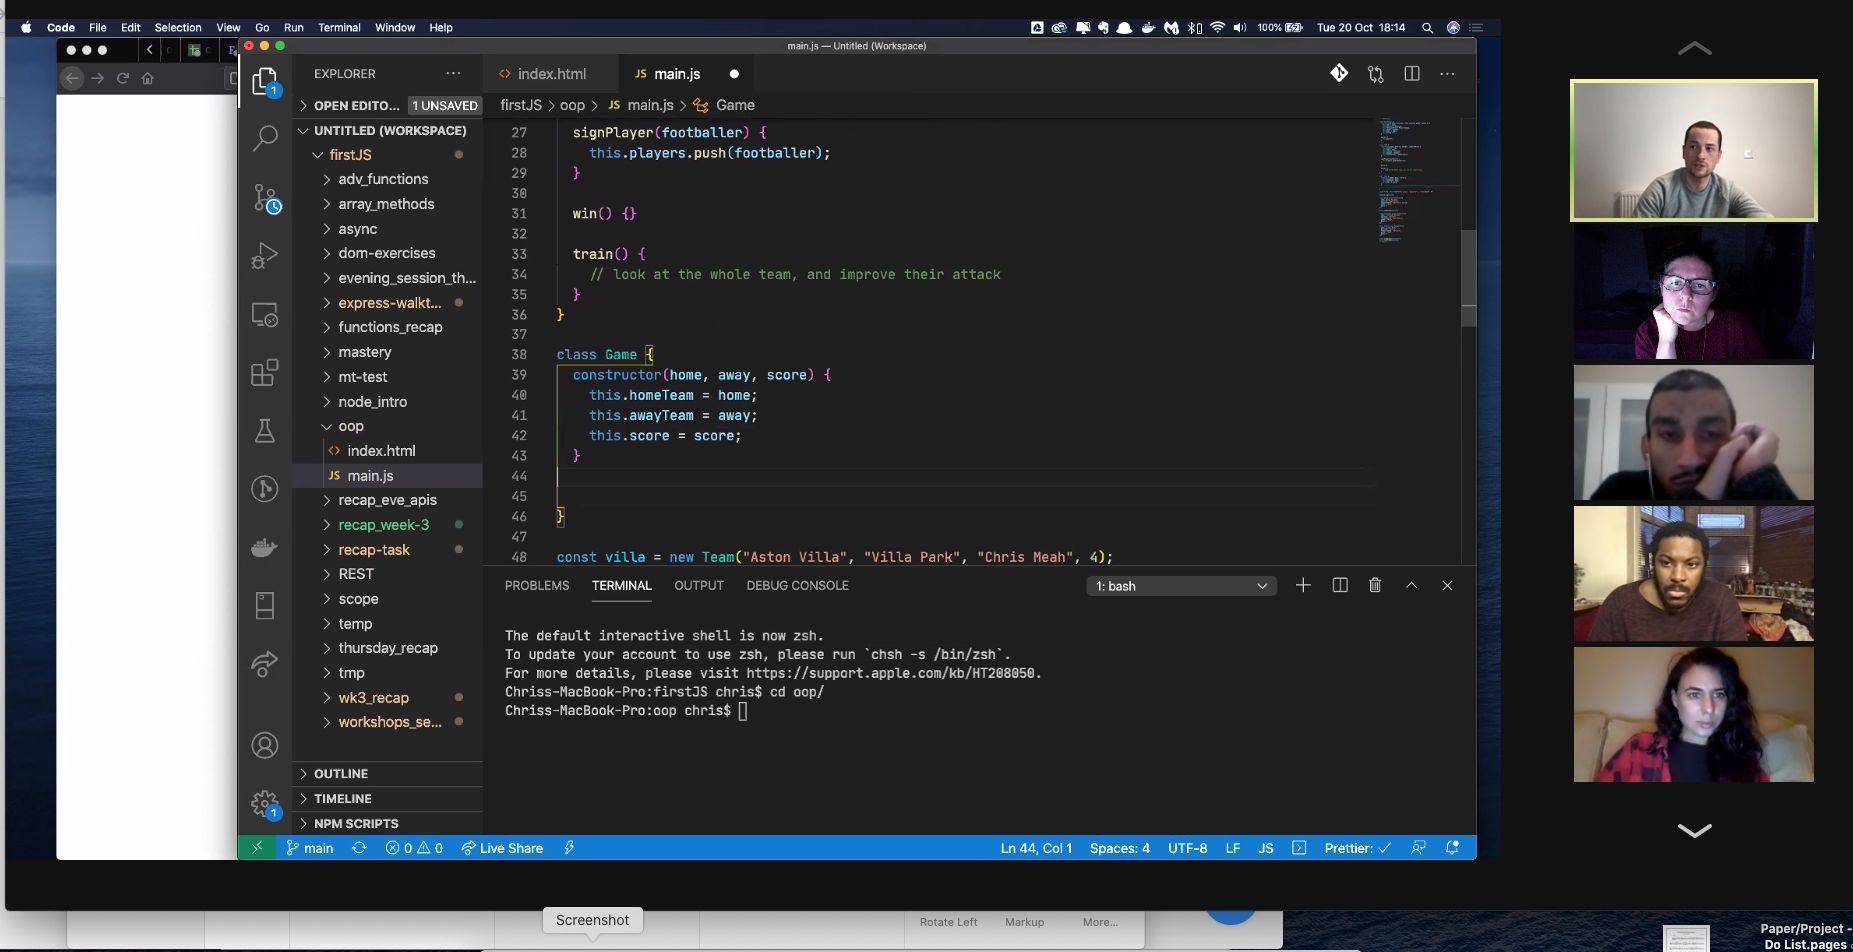 Code File Edit Selection View Go Run Terminal Window Help
100% Tue 20 Oct 18:14
main.js — Untitled (Workspace)
EXPLORER
index.html
JS main.js
OPEN EDITO... 1 UNSAVED
firstJS > oop > JS main.js > Game
UNTITLED (WORKSPACE)
firstJS
adv_functions
array_methods
async
dom-exercises
evening_session_th...
express-walkt...
functions_recap
mastery
mt-test
node_intro
oop
index.html
JS main.js
recap_eve_apis
recap_week-3
recap-task
REST
scope
temp
thursday_recap
tmp
wk3_recap
workshops_se...
OUTLINE
TIMELINE
NPM SCRIPTS
1
1
27 signPlayer(footballer) {
28 this.players.push(footballer);
29 }
30
31 win() {}
32
33 train() {
34 // look at the whole team, and improve their attack
35 }
36 }
37
38 class Game {
39 constructor(home, away, score) {
40 this.homeTeam = home;
41 this.awayTeam = away;
42 this.score = score;
43 }
44
45
46 }
47
48 const villa = new Team("Aston Villa", "Villa Park", "Chris Meah", 4);
PROBLEMS TERMINAL OUTPUT DEBUG CONSOLE
1: bash
The default interactive shell is now zsh.
To update your account to use zsh, please run `chsh -s /bin/zsh`.
For more details, please visit https://support.apple.com/kb/HT208050.
Chriss-MacBook-Pro:firstJS chris$ cd oop/
Chriss-MacBook-Pro:oop chris$
main 0 0 Live Share
Ln 44, Col 1 Spaces: 4 UTF-8 LF JS Prettier: ✓
Screenshot
Rotate Left Markup More...
Paper/Project -
Do List.pages